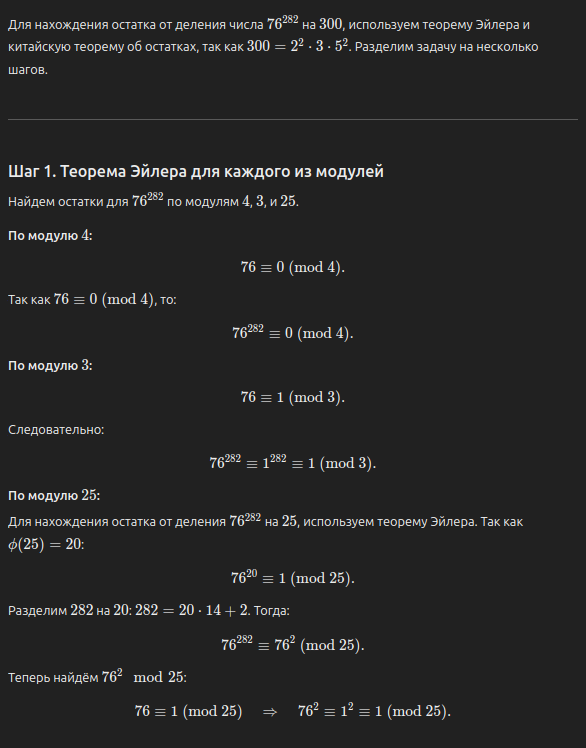 Для нахождения остатка от деления числа 76^282 на 300, используем теорему Эйлера и
китайскую теорему об остатках, так как 300 = 2^2 · 3 · 5^2. Разделим задачу на несколько
шагов.
Шаг 1. Теорема Эйлера для каждого из модулей
Найдем остатки для 76^282 по модулям 4, 3, и 25.
По модулю 4:
76 ≡ 0 (mod 4).
Так как 76 ≡ 0 (mod 4), то:
76^282 ≡ 0 (mod 4).
По модулю 3:
76 ≡ 1 (mod 3).
Следовательно:
76^282 ≡ 1^282 ≡ 1 (mod 3).
По модулю 25:
Для нахождения остатка от деления 76^282 на 25, используем теорему Эйлера. Так как
ϕ(25) = 20:
76^20 ≡ 1 (mod 25).
Разделим 282 на 20: 282 = 20 · 14 + 2. Тогда:
76^282 ≡ 76^2 (mod 25).
Теперь найдём 76^2 mod 25:
76 ≡ 1 (mod 25) ⇒ 76^2 ≡ 1^2 ≡ 1 (mod 25).